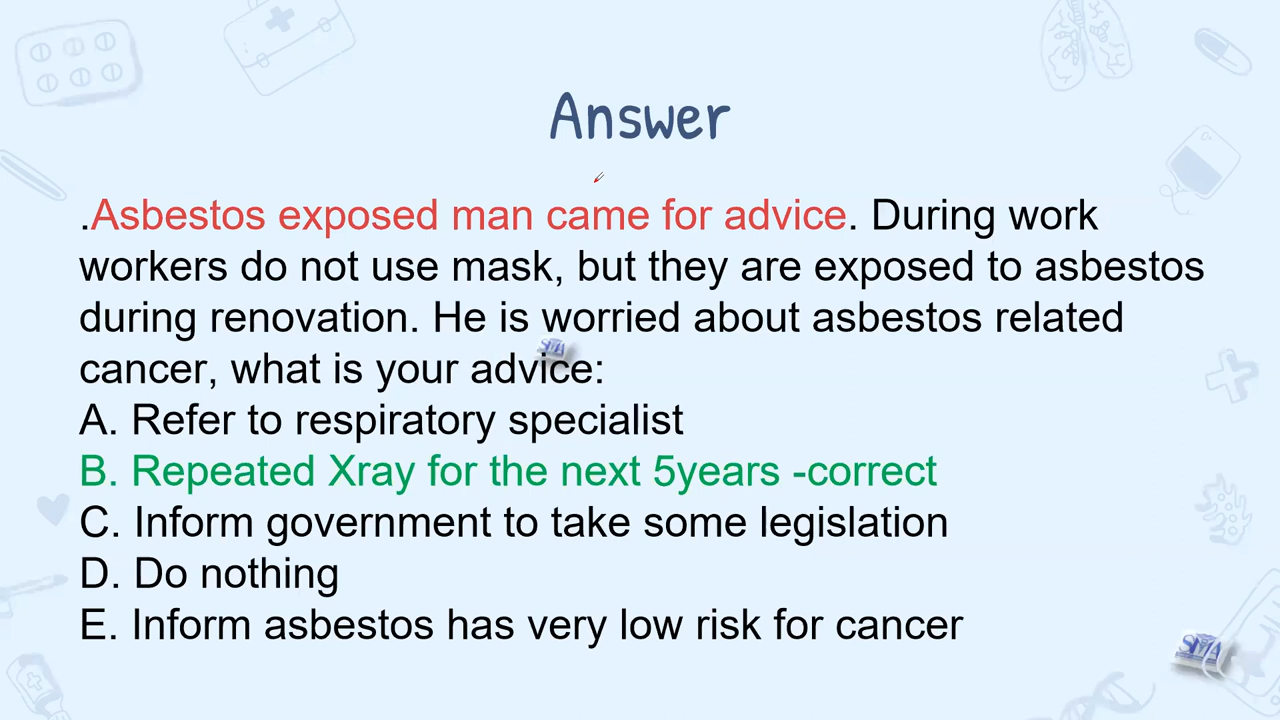 Answer
.Asbestos exposed man came for advice. During work
workers do not use mask, but they are exposed to asbestos
during renovation. He is worried about asbestos related
cancer, what is your advice:
A. Refer to respiratory specialist
B. Repeated Xray for the next 5years -correct
C. Inform government to take some legislation
D. Do nothing
E. Inform asbestos has very low risk for cancer
SMA